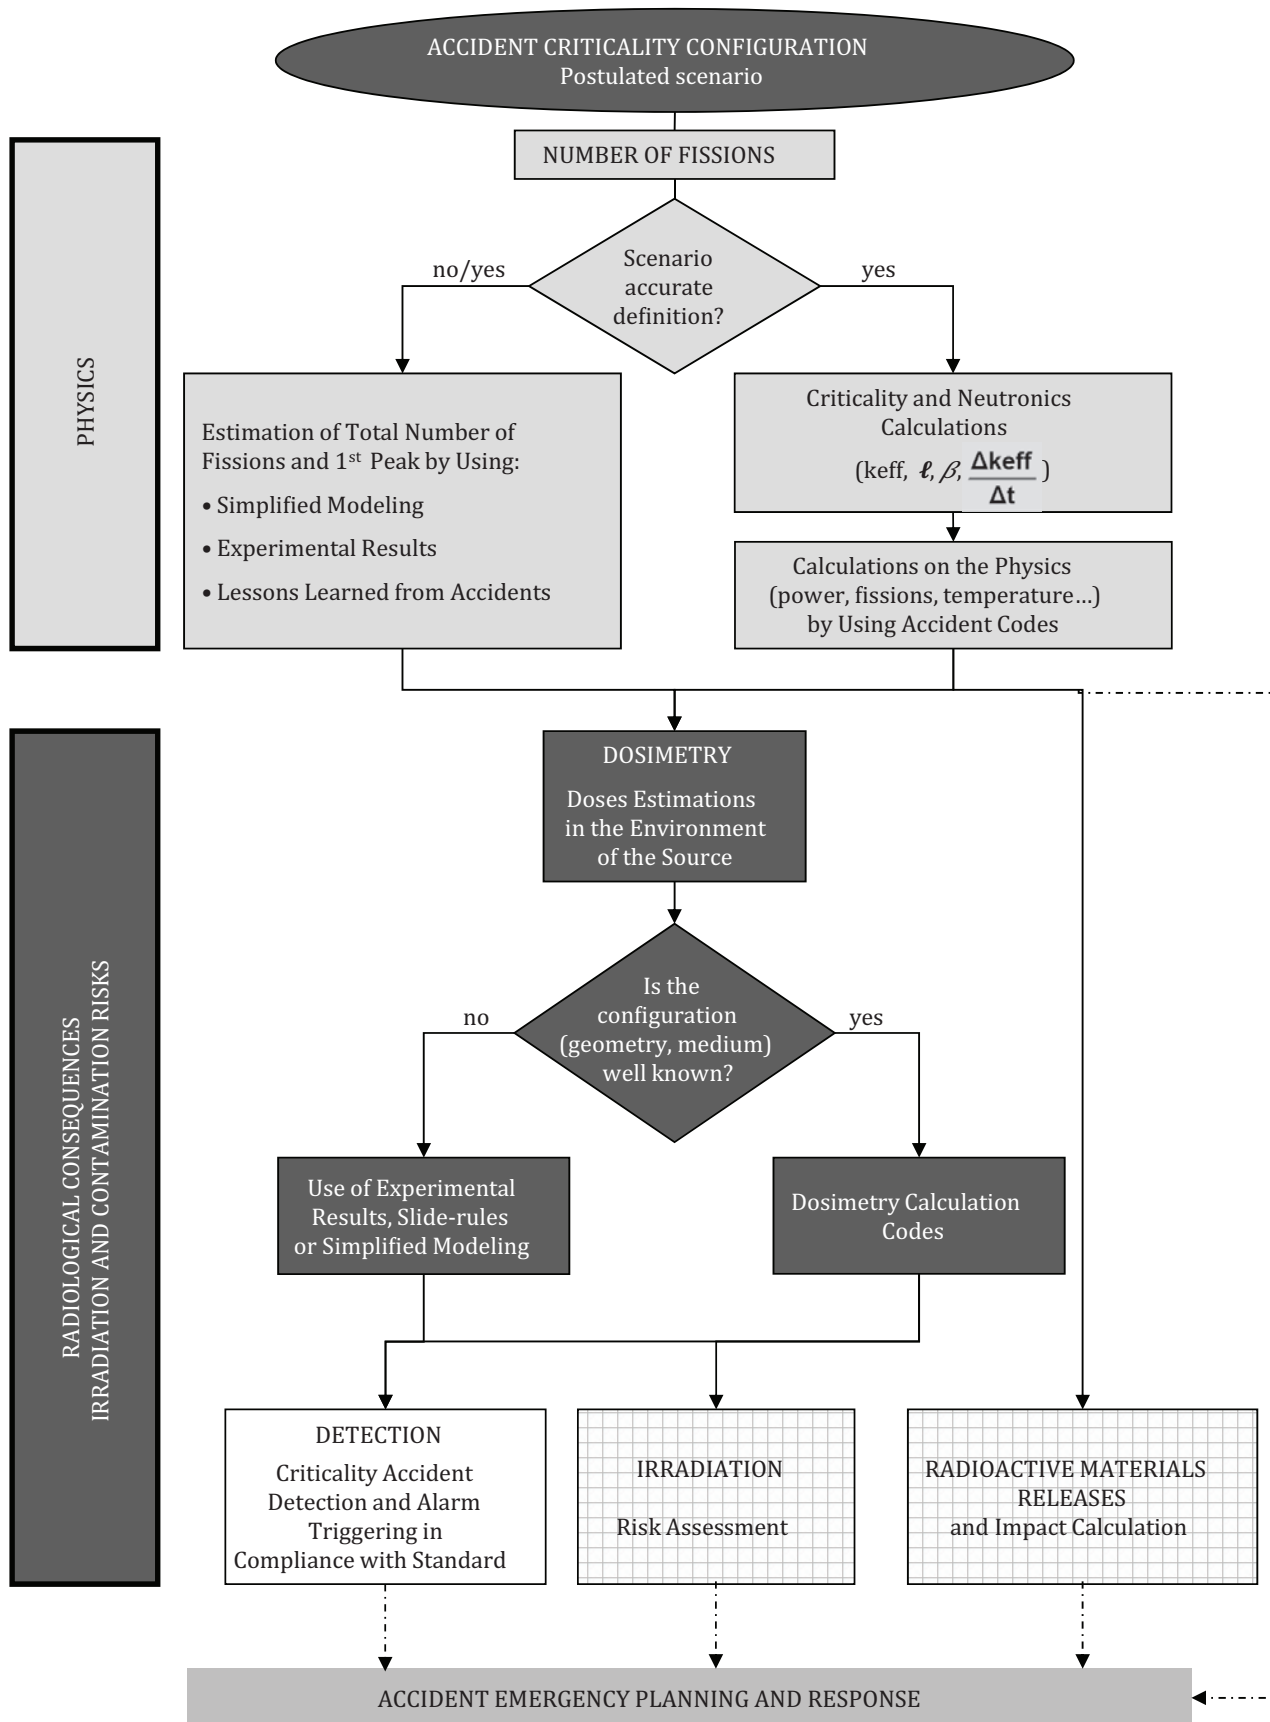 ACCIDENT CRITICALITY CONFIGURATION
Postulated scenario
NUMBER OF FISSIONS
Scenario
accurate
definition?
no/yes
yes
PHYSICS
Estimation of Total Number of
Fissions and 1st Peak by Using:
• Simplified Modeling
• Experimental Results
• Lessons Learned from Accidents
Criticality and Neutronics
Calculations
(keff, ℓ, β, Δkeff/Δt)
Calculations on the Physics
(power, fissions, temperature…)
by Using Accident Codes
RADIOLOGICAL CONSEQUENCES
IRRADIATION AND CONTAMINATION RISKS
DOSIMETRY
Doses Estimations
in the Environment
of the Source
Is the
configuration
(geometry, medium)
well known?
no
yes
Use of Experimental
Results, Slide-rules
or Simplified Modeling
Dosimetry Calculation
Codes
DETECTION
Criticality Accident
Detection and Alarm
Triggering in
Compliance with Standard
IRRADIATION
Risk Assessment
RADIOACTIVE MATERIALS
RELEASES
and Impact Calculation
ACCIDENT EMERGENCY PLANNING AND RESPONSE